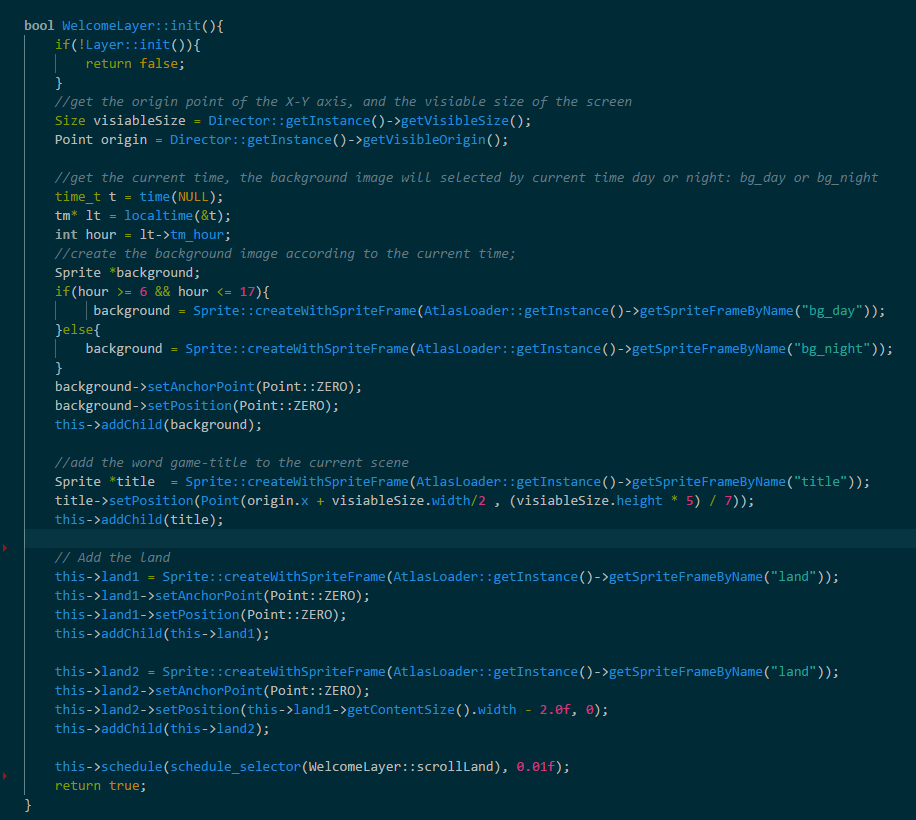 bool WelcomeLayer::init(){
    if(!Layer::init()){
        return false;
    }
    //get the origin point of the X-Y axis, and the visiable size of the screen
    Size visiableSize = Director::getInstance()->getVisibleSize();
    Point origin = Director::getInstance()->getVisibleOrigin();

    //get the current time, the background image will selected by current time day or night: bg_day or bg_night
    time_t t = time(NULL);
    tm* lt = localtime(&t);
    int hour = lt->tm_hour;
    //create the background image according to the current time;
    Sprite *background;
    if(hour >= 6 && hour <= 17){
         background = Sprite::createWithSpriteFrame(AtlasLoader::getInstance()->getSpriteFrameByName("bg_day"));
    }else{
        background = Sprite::createWithSpriteFrame(AtlasLoader::getInstance()->getSpriteFrameByName("bg_night"));
    }
    background->setAnchorPoint(Point::ZERO);
    background->setPosition(Point::ZERO);
    this->addChild(background);

    //add the word game-title to the current scene
    Sprite *title  = Sprite::createWithSpriteFrame(AtlasLoader::getInstance()->getSpriteFrameByName("title"));
    title->setPosition(Point(origin.x + visiableSize.width/2 , (visiableSize.height * 5) / 7));
    this->addChild(title);

    // Add the land
    this->land1 = Sprite::createWithSpriteFrame(AtlasLoader::getInstance()->getSpriteFrameByName("land"));
    this->land1->setAnchorPoint(Point::ZERO);
    this->land1->setPosition(Point::ZERO);
    this->addChild(this->land1);

    this->land2 = Sprite::createWithSpriteFrame(AtlasLoader::getInstance()->getSpriteFrameByName("land"));
    this->land2->setAnchorPoint(Point::ZERO);
    this->land2->setPosition(this->land1->getContentSize().width - 2.0f, 0);
    this->addChild(this->land2);

    this->schedule(schedule_selector(WelcomeLayer::scrollLand), 0.01f);
    return true;
}